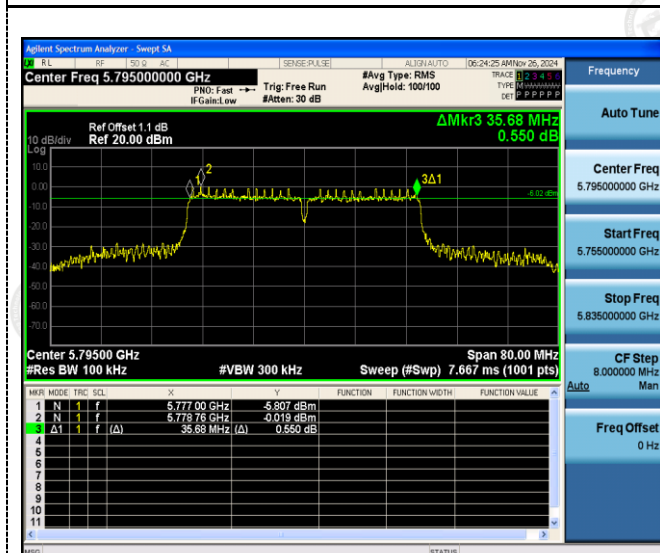 Agilent Spectrum Analyzer - Swept SA
RL RF 50 Ω AC SENSE:PULSE ALIGNAUTO 06:24:25 AM Nov 26, 2024
Center Freq 5.795000000 GHz
PNO: Fast
IFGain:Low
Trig: Free Run
#Atten: 30 dB
#Avg Type: RMS
Avg|Hold: 100/100
TRACE 1 2 3 4 5 6
TYPE M
DET P P P P P P
Frequency
Auto Tune
Center Freq
5.795000000 GHz
Start Freq
5.755000000 GHz
Stop Freq
5.835000000 GHz
CF Step
8.000000 MHz
Auto Man
Freq Offset
0 Hz
ΔMkr3 35.68 MHz
0.550 dB
Ref Offset 1.1 dB
10 dB/div Ref 20.00 dBm
Log
10.0
0.00
-10.0
-20.0
-30.0
-40.0
-50.0
-60.0
-70.0
1
2
3Δ1
-6.02 dBm
Center 5.79500 GHz Span 80.00 MHz
#Res BW 100 kHz #VBW 300 kHz Sweep (#Swp) 7.667 ms (1001 pts)
MKR MODE TRC SCL X Y FUNCTION FUNCTION WIDTH FUNCTION VALUE
1 N 1 f 5.777 00 GHz -5.807 dBm
2 N 1 f 5.778 76 GHz -0.019 dBm
3 Δ1 1 f (Δ) 35.68 MHz (Δ) 0.550 dB
4
5
6
7
8
9
10
11
MSG STATUS